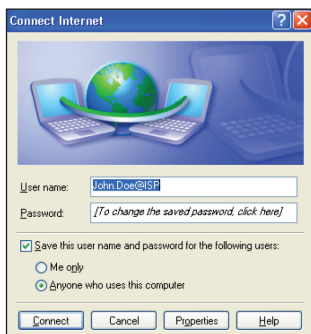 Connect Internet
User name: John.Doe@ISP
Password: [To change the saved password, click here]
Save this user name and password for the following users:
Me only
Anyone who uses this computer
Connect Cancel Properties Help